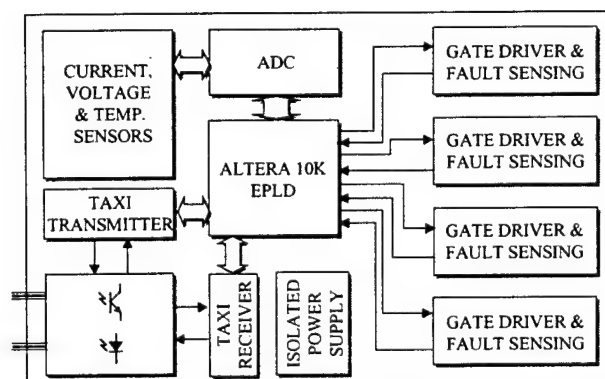 CURRENT,
VOLTAGE
& TEMP.
SENSORS
ADC
ALTERA 10K
EPLD
TAXI
TRANSMITTER
TAXI
RECEIVER
ISOLATED
POWER
SUPPLY
GATE DRIVER &
FAULT SENSING
GATE DRIVER &
FAULT SENSING
GATE DRIVER &
FAULT SENSING
GATE DRIVER &
FAULT SENSING